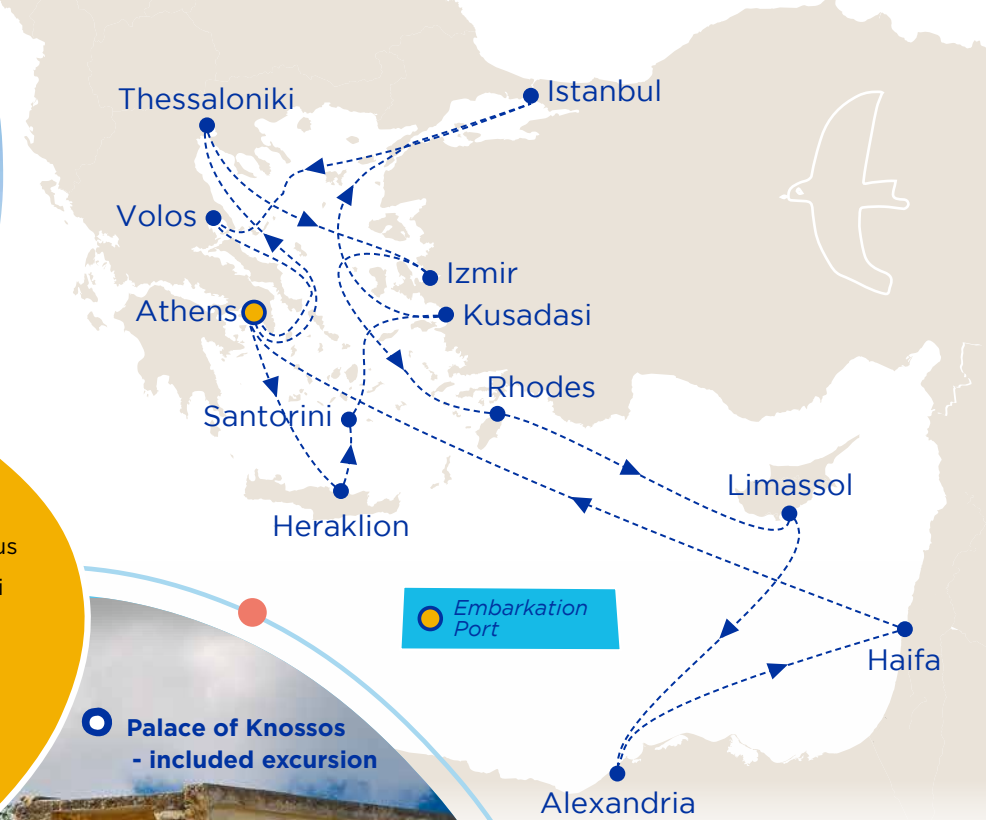 Istanbul
Thessaloniki
Volos
Izmir
Athens
Kusadasi
Rhodes
Santorini
Limassol
Heraklion
us
i
Embarkation
Port
Haifa
Palace of Knossos
- included excursion
Alexandria